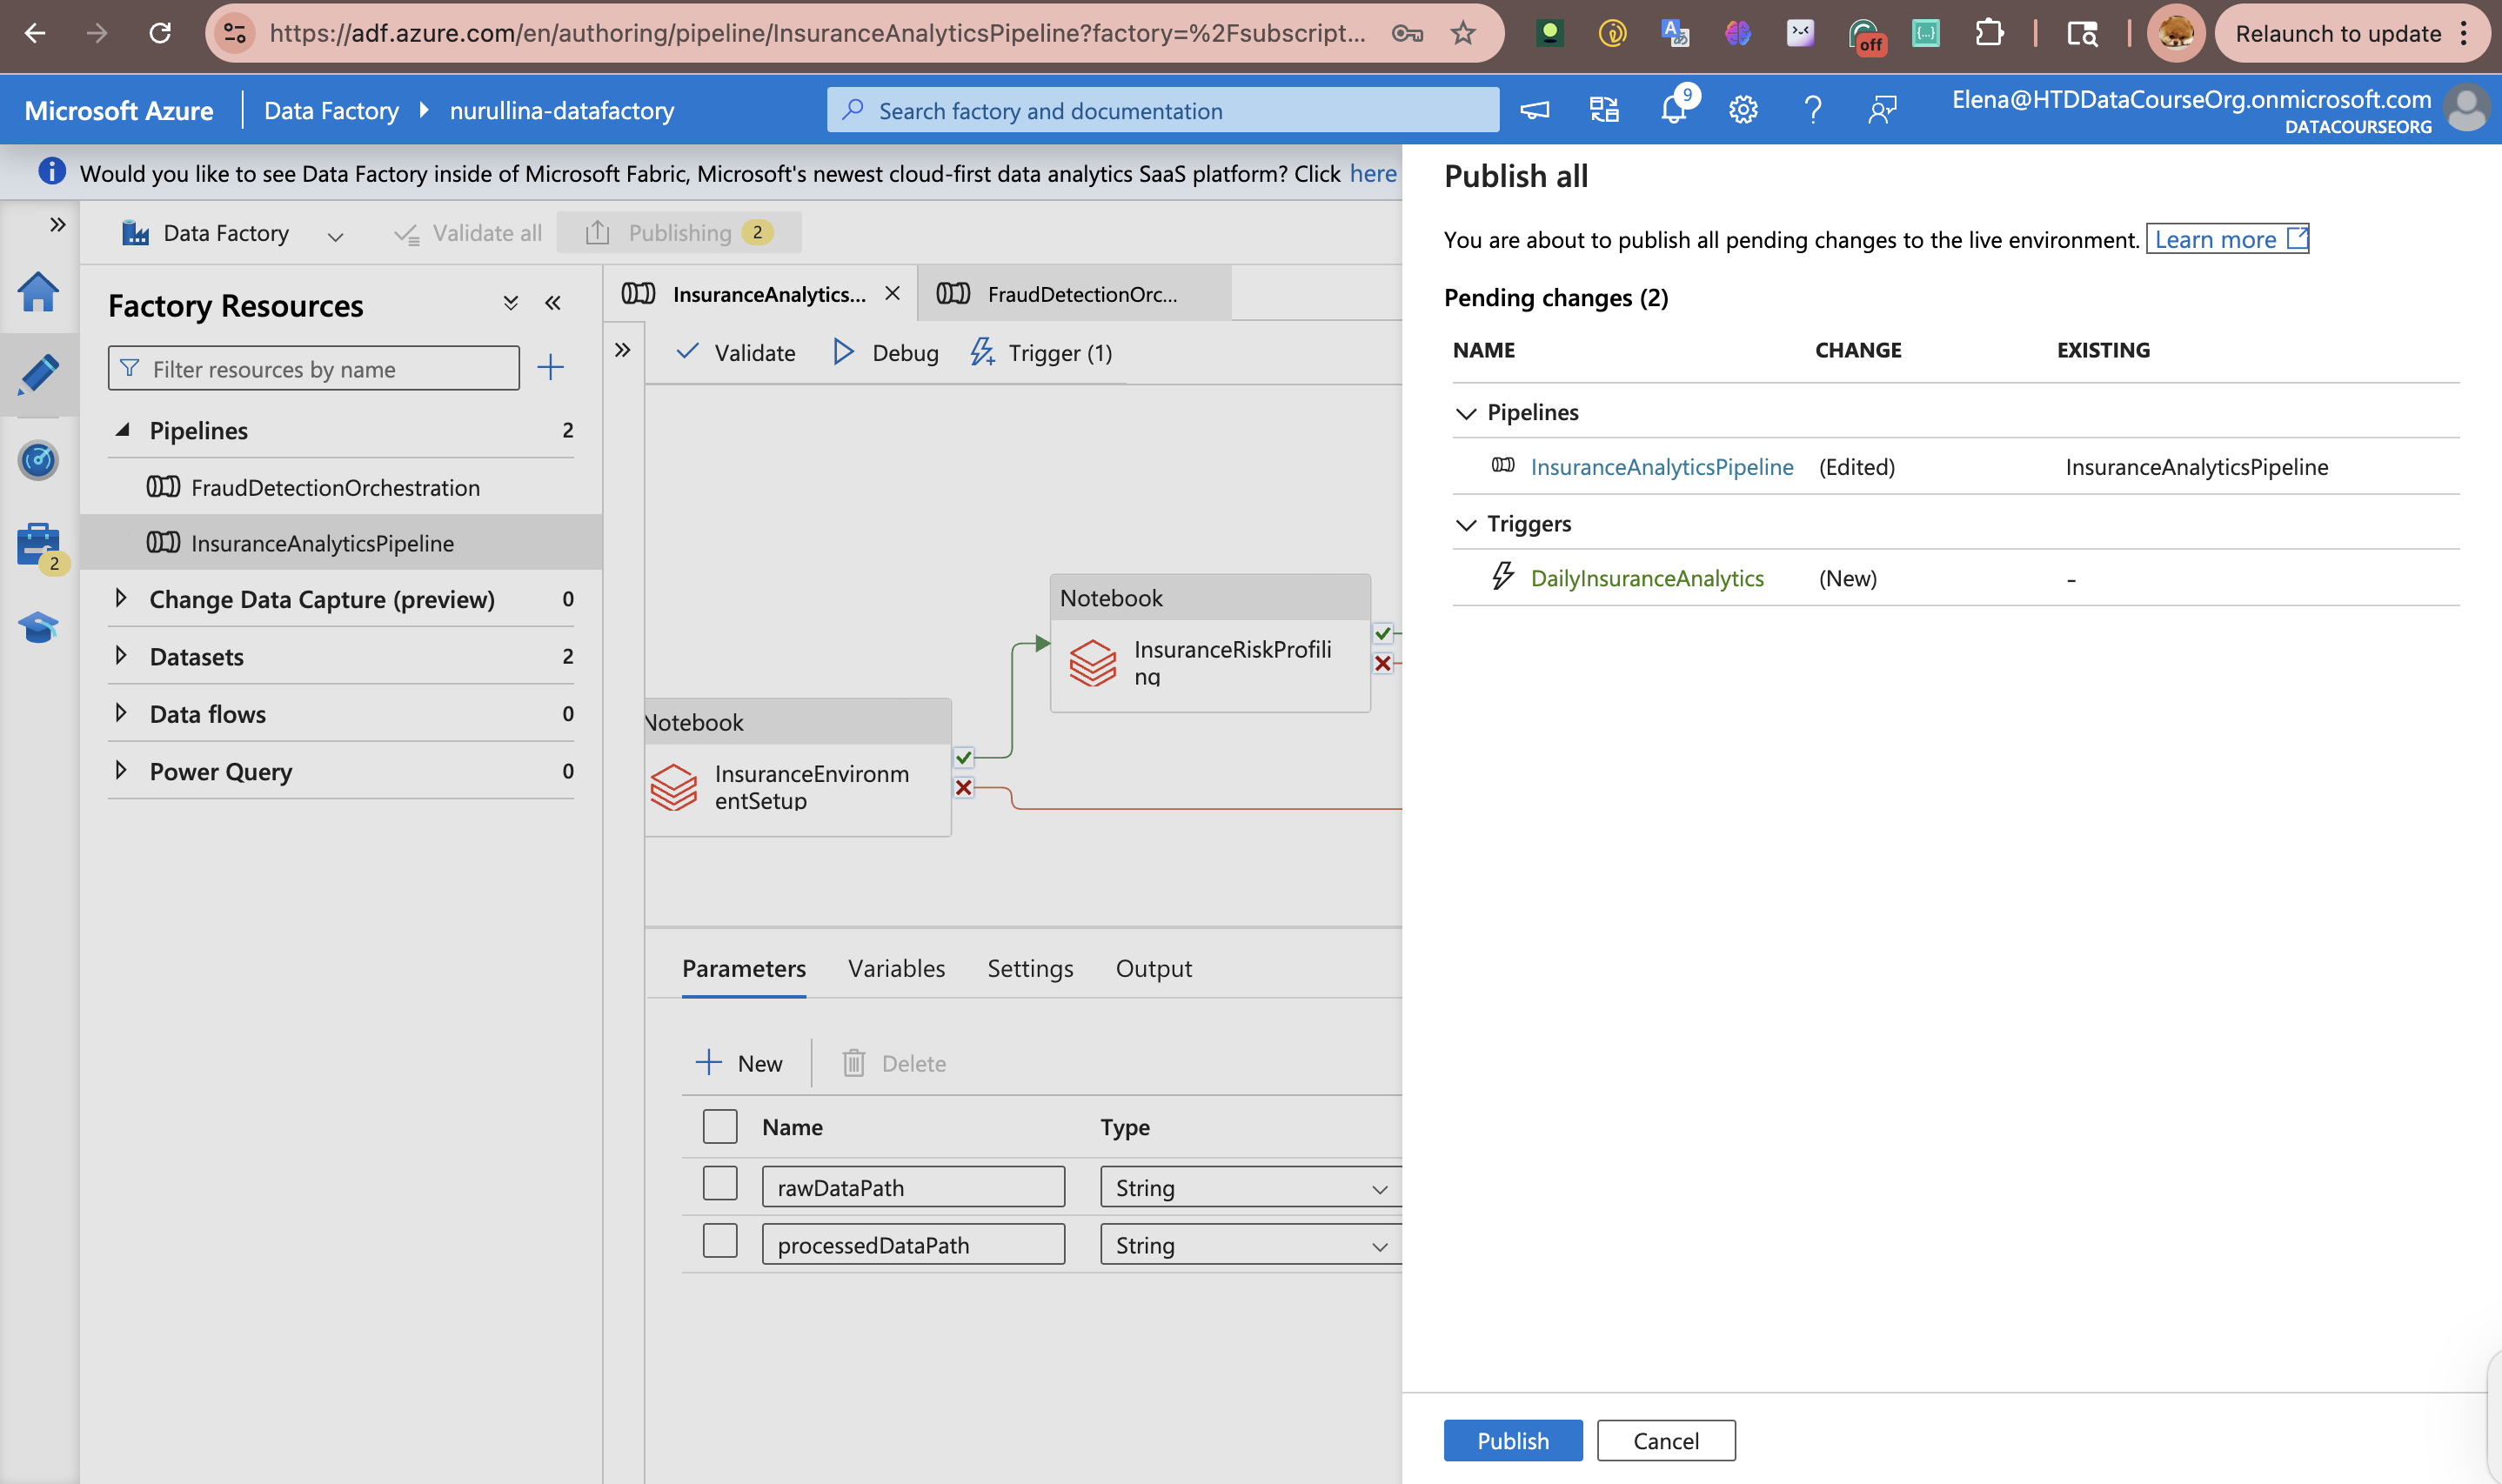 https://adf.azure.com/en/authoring/pipeline/InsuranceAnalyticsPipeline?factory=%2Fsubscript...
off
Relaunch to update
Microsoft Azure
Data Factory
nurullina-datafactory
Search factory and documentation
9
Elena@HTDDataCourseOrg.onmicrosoft.com
DATACOURSEORG
Would you like to see Data Factory inside of Microsoft Fabric, Microsoft's newest cloud-first data analytics SaaS platform? Click here
Data Factory
Validate all
Publishing 2
Factory Resources
Filter resources by name
Pipelines 2
FraudDetectionOrchestration
InsuranceAnalyticsPipeline
Change Data Capture (preview) 0
Datasets 2
Data flows 0
Power Query 0
2
InsuranceAnalytics...
FraudDetectionOrc...
Validate
Debug
Trigger (1)
Notebook
InsuranceRiskProfili
ng
Notebook
InsuranceEnvironm
entSetup
Parameters
Variables
Settings
Output
New
Delete
Name Type
rawDataPath String
processedDataPath String
Publish all
You are about to publish all pending changes to the live environment. Learn more
Pending changes (2)
NAME CHANGE EXISTING
Pipelines
InsuranceAnalyticsPipeline (Edited) InsuranceAnalyticsPipeline
Triggers
DailyInsuranceAnalytics (New) -
Publish
Cancel